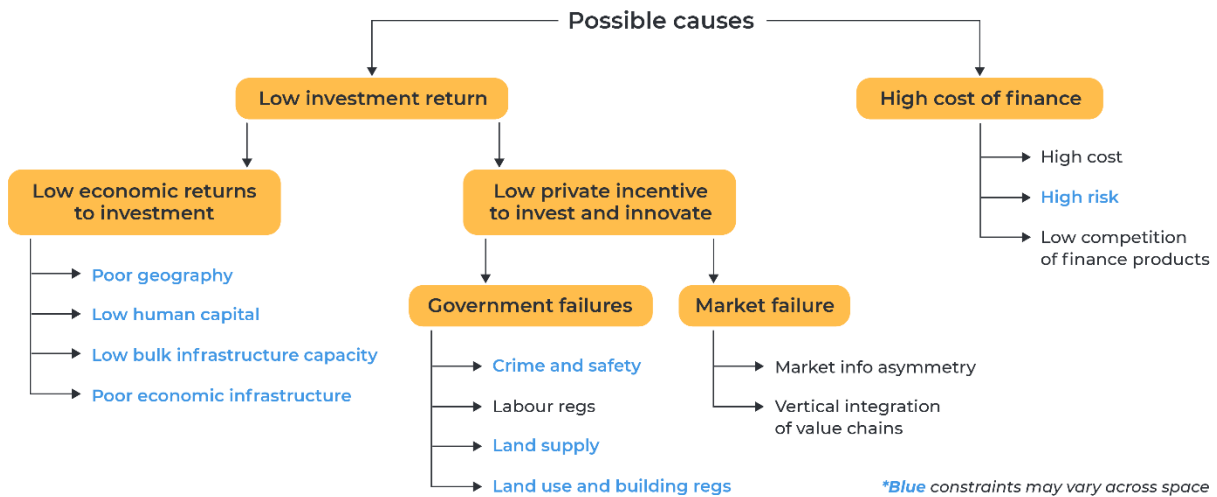 Possible causes
Low investment return
High cost of finance
Low economic returns
to investment
Low private incentive
to invest and innovate
High cost
High risk
Low competition
of finance products
Poor geography
Low human capital
Low bulk infrastructure capacity
Poor economic infrastructure
Government failures
Market failure
Crime and safety
Labour regs
Land supply
Land use and building regs
Market info asymmetry
Vertical integration
of value chains
*Blue constraints may vary across space